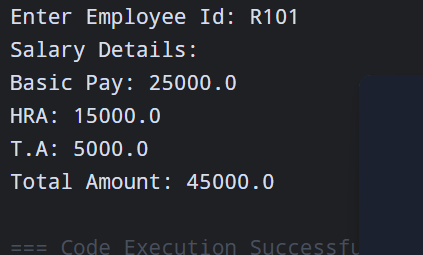 Enter Employee Id: R101
Salary Details:
Basic Pay: 25000.0
HRA: 15000.0
T.A: 5000.0
Total Amount: 45000.0
=== Code Execution